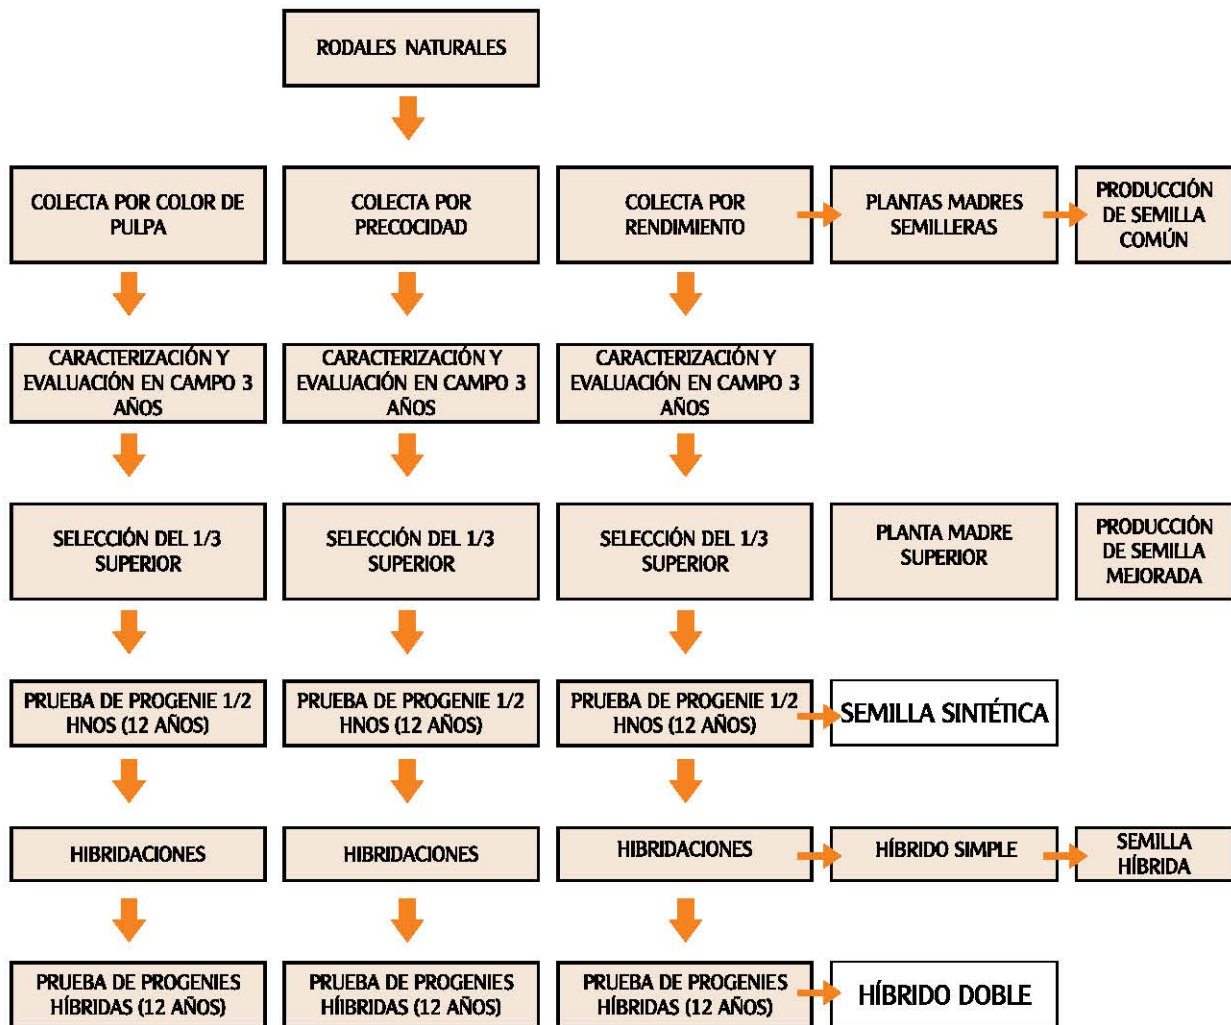 RODALES NATURALES
COLECTA POR COLOR DE
PULPA
COLECTA POR
PRECOCIDAD
COLECTA POR
RENDIMIENTO
PLANTAS MADRES
SEMILLERAS
PRODUCCIÓN
DE SEMILLA
COMÚN
CARACTERIZACIÓN Y
EVALUACIÓN EN CAMPO 3
AÑOS
CARACTERIZACIÓN Y
EVALUACIÓN EN CAMPO 3
AÑOS
CARACTERIZACIÓN Y
EVALUACIÓN EN CAMPO 3
AÑOS
SELECCIÓN DEL 1/3
SUPERIOR
SELECCIÓN DEL 1/3
SUPERIOR
SELECCIÓN DEL 1/3
SUPERIOR
PLANTA MADRE
SUPERIOR
PRODUCCIÓN
DE SEMILLA
MEJORADA
PRUEBA DE PROGENIE 1/2
HNOS (12 AÑOS)
PRUEBA DE PROGENIE 1/2
HNOS (12 AÑOS)
PRUEBA DE PROGENIE 1/2
HNOS (12 AÑOS)
SEMILLA SINTÉTICA
HIBRIDACIONES
HIBRIDACIONES
HIBRIDACIONES
HÍBRIDO SIMPLE
SEMILLA
HÍBRIDA
PRUEBA DE PROGENIES
HÍBRIDAS (12 AÑOS)
PRUEBA DE PROGENIES
HÍIBRIDAS (12 AÑOS)
PRUEBA DE PROGENIES
HÍBRIDAS (12 AÑOS)
HÍBRIDO DOBLE